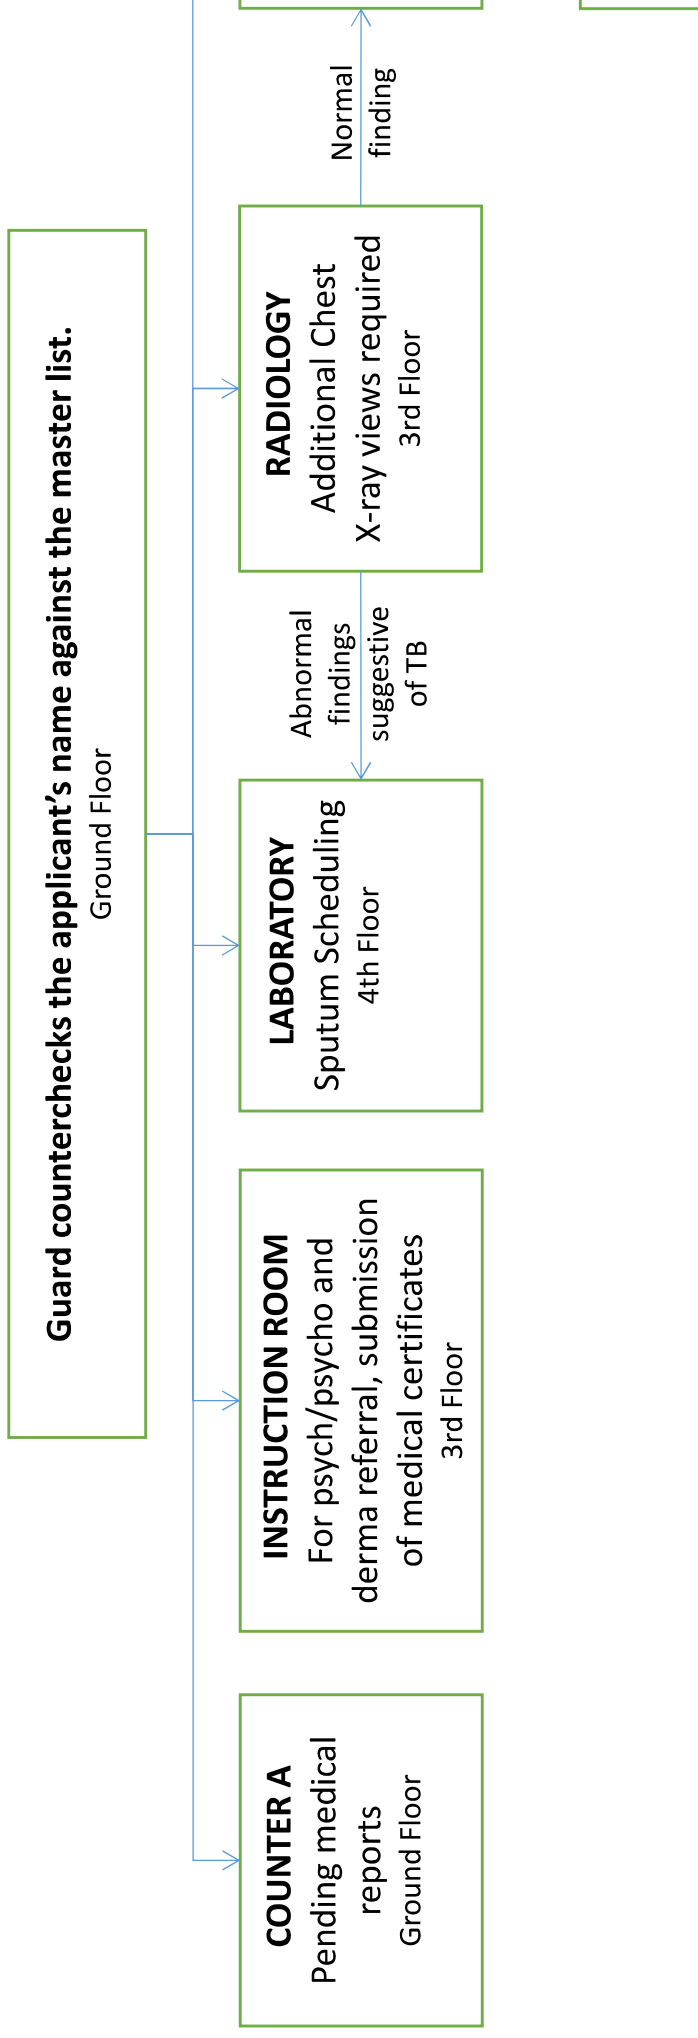 Guard counterchecks the applicant’s name against the master list.
Ground Floor
COUNTER A
Pending medical
reports
Ground Floor
INSTRUCTION ROOM
For psych/psycho and
derma referral, submission
of medical certificates
3rd Floor
LABORATORY
Sputum Scheduling
4th Floor
Abnormal
findings
suggestive
of TB
RADIOLOGY
Additional Chest
X-ray views required
3rd Floor
Normal
finding